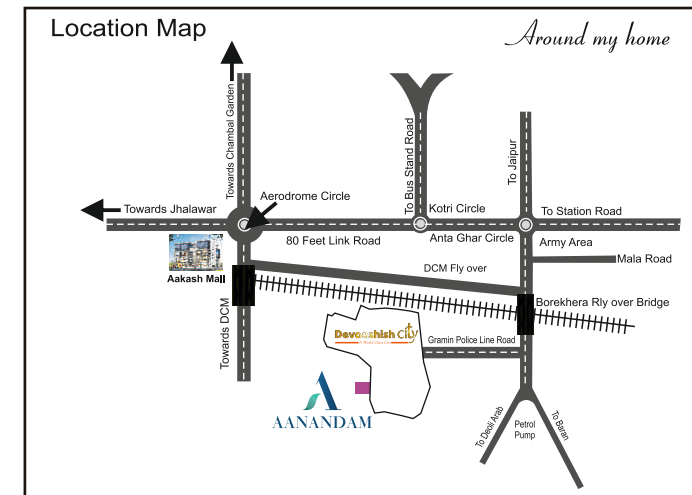 Location Map
Around my home
Towards Chambal Garden
To Bus Stand Road
To Jaipur
Aerodrome Circle
Towards Jhalawar
Kotri Circle
To Station Road
80 Feet Link Road
Anta Ghar Circle
Army Area
Mala Road
DCM Fly over
Aakash Mall
Borekhera Rly over Bridge
Towards DCM
Devaashish City
A World Class City
Gramin Police Line Road
AANANDAM
To Deoli Arab
Petrol
Pump
To Baran